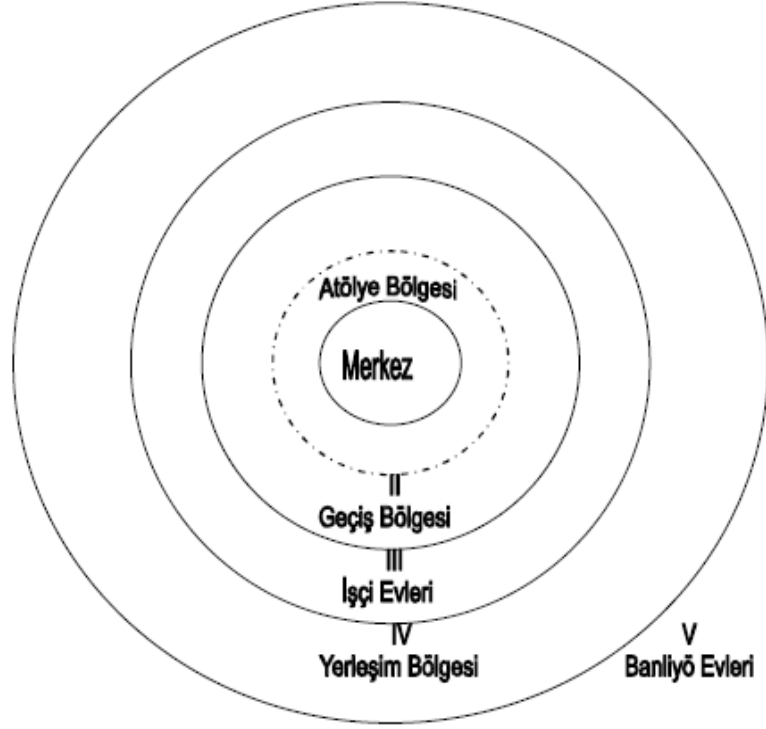 Atölye Bölgesi
Merkez
II
Geçiş Bölgesi
III
İşçi Evleri
IV
Yerleşim Bölgesi
V
Banliyö Evleri